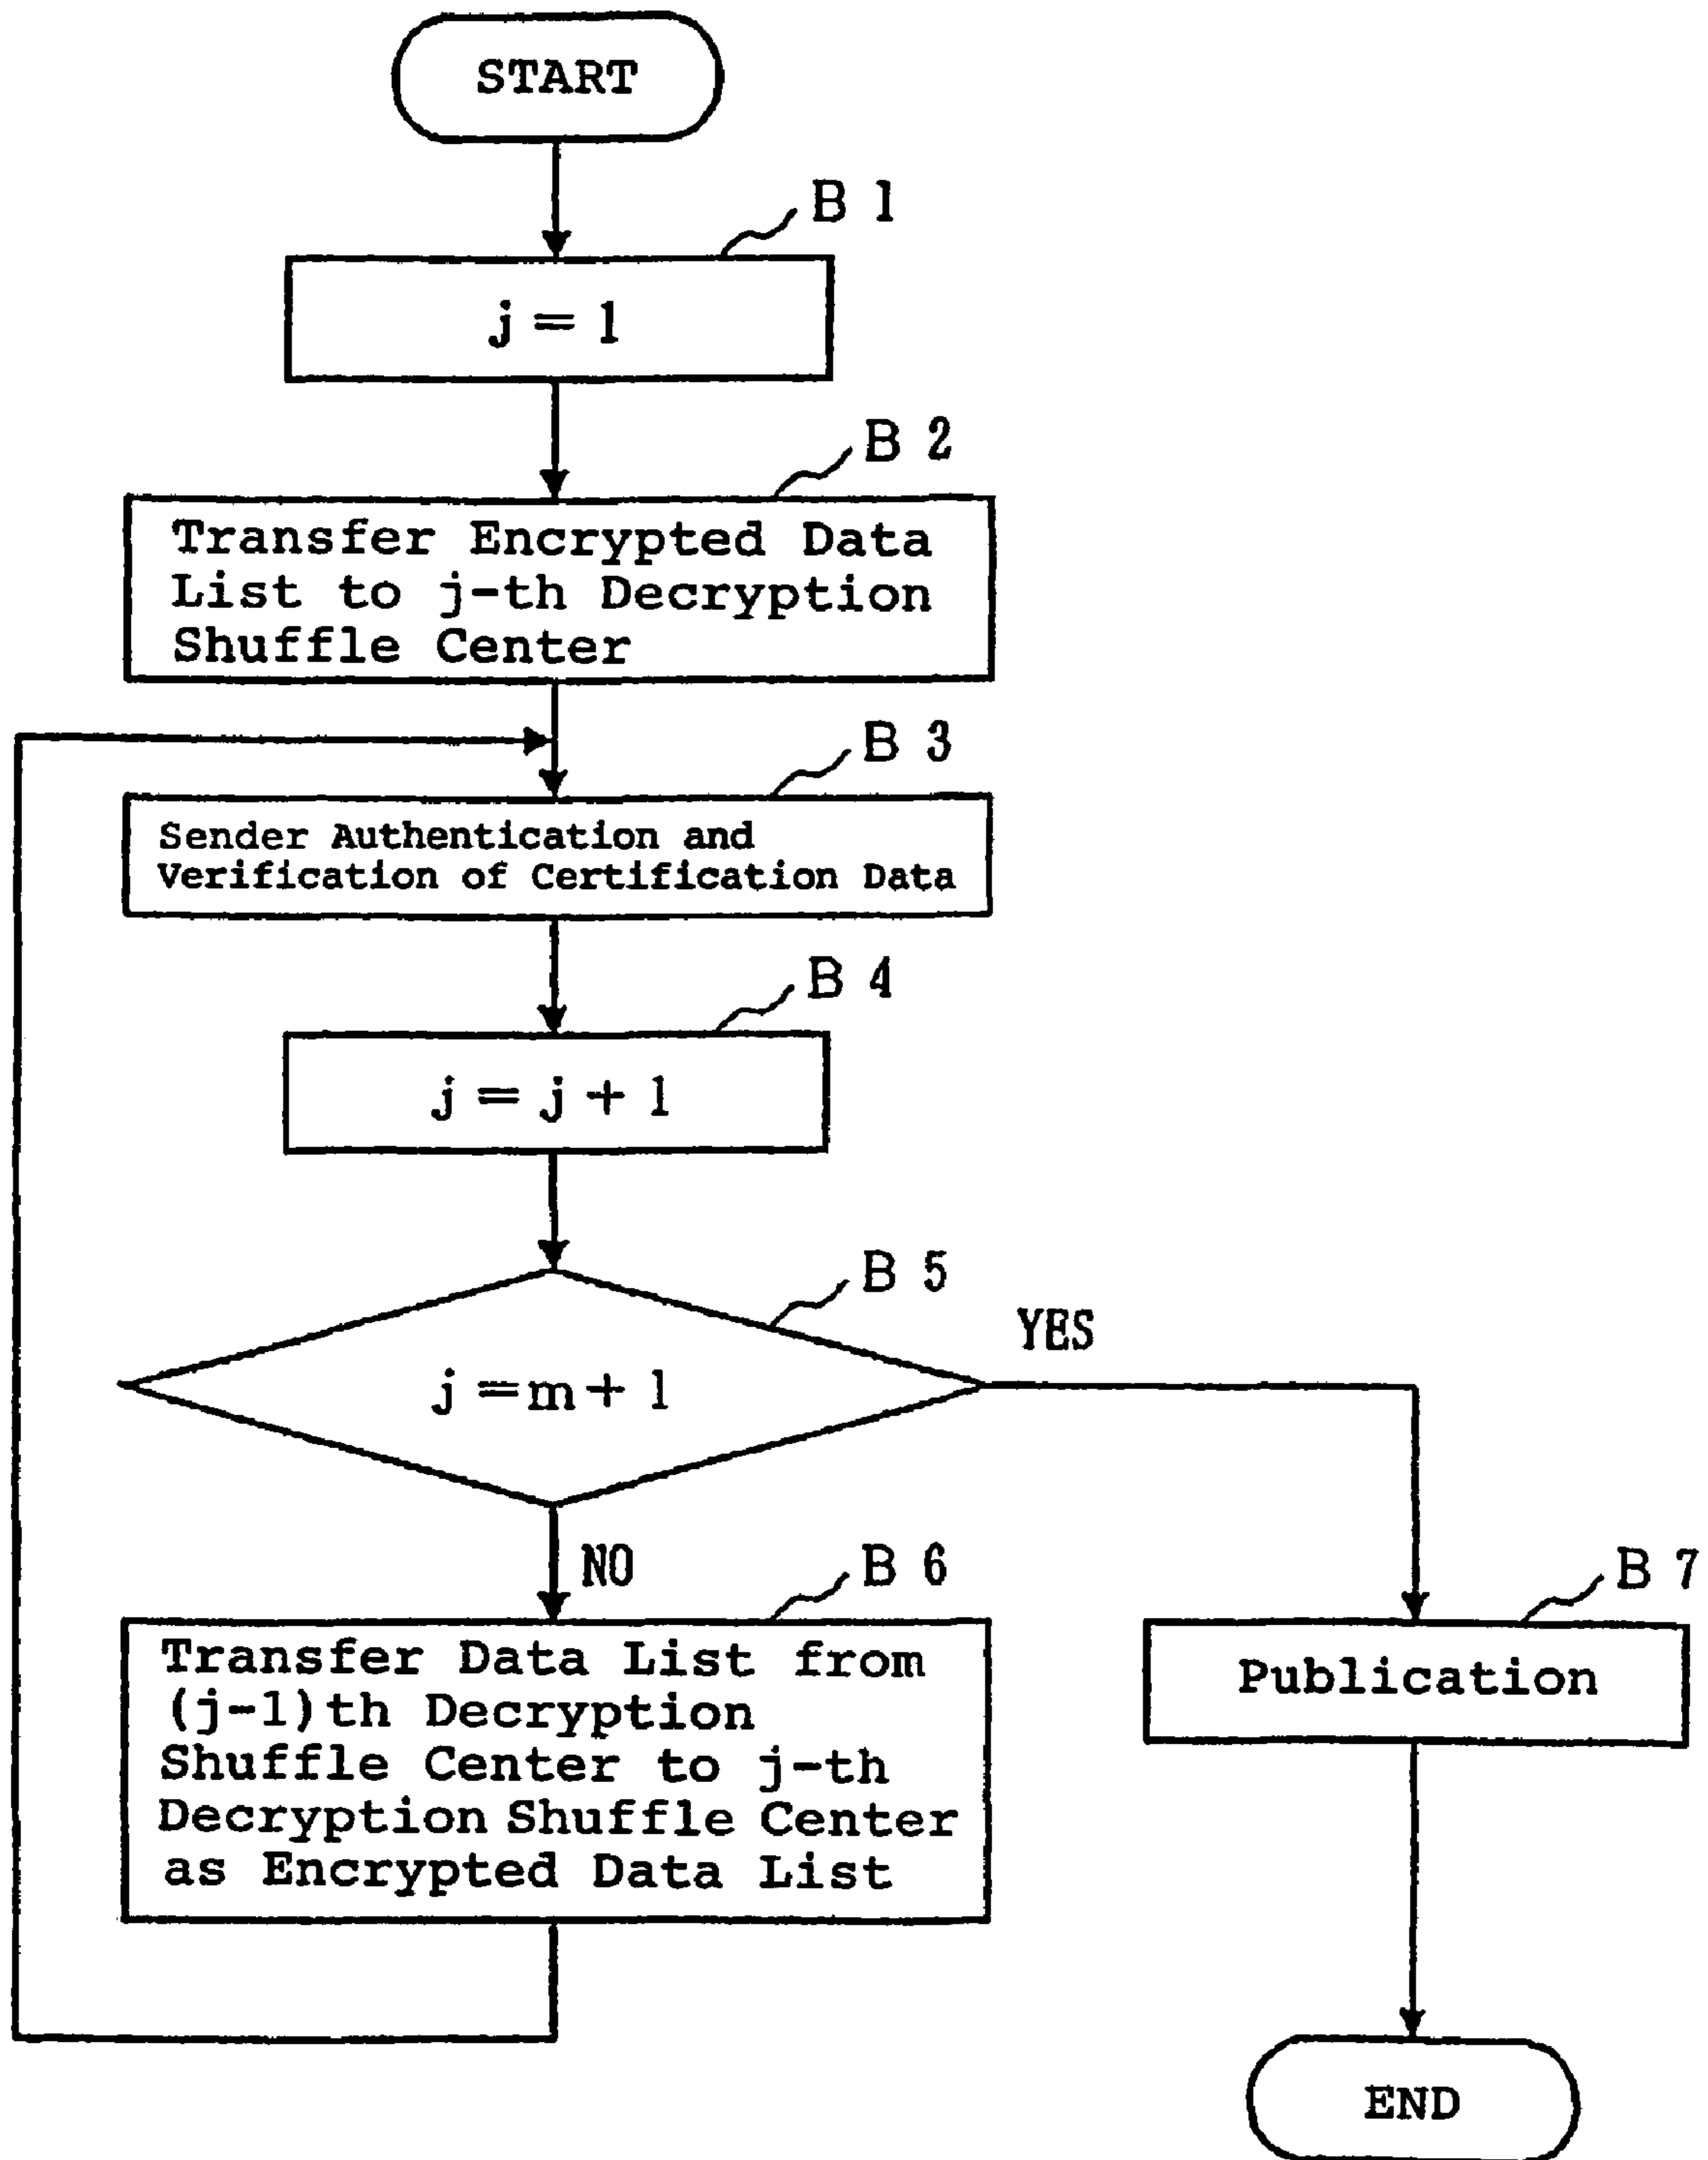 START
B 1
j = 1
B 2
Transfer Encrypted Data
List to j-th Decryption
Shuffle Center
B 3
Sender Authentication and
Verification of Certification Data
B 4
j = j + 1
B 5
YES
j = m + 1
NO
B 6
Transfer Data List from
(j-1)th Decryption
Shuffle Center to j-th
Decryption Shuffle Center
as Encrypted Data List
B 7
Publication
END